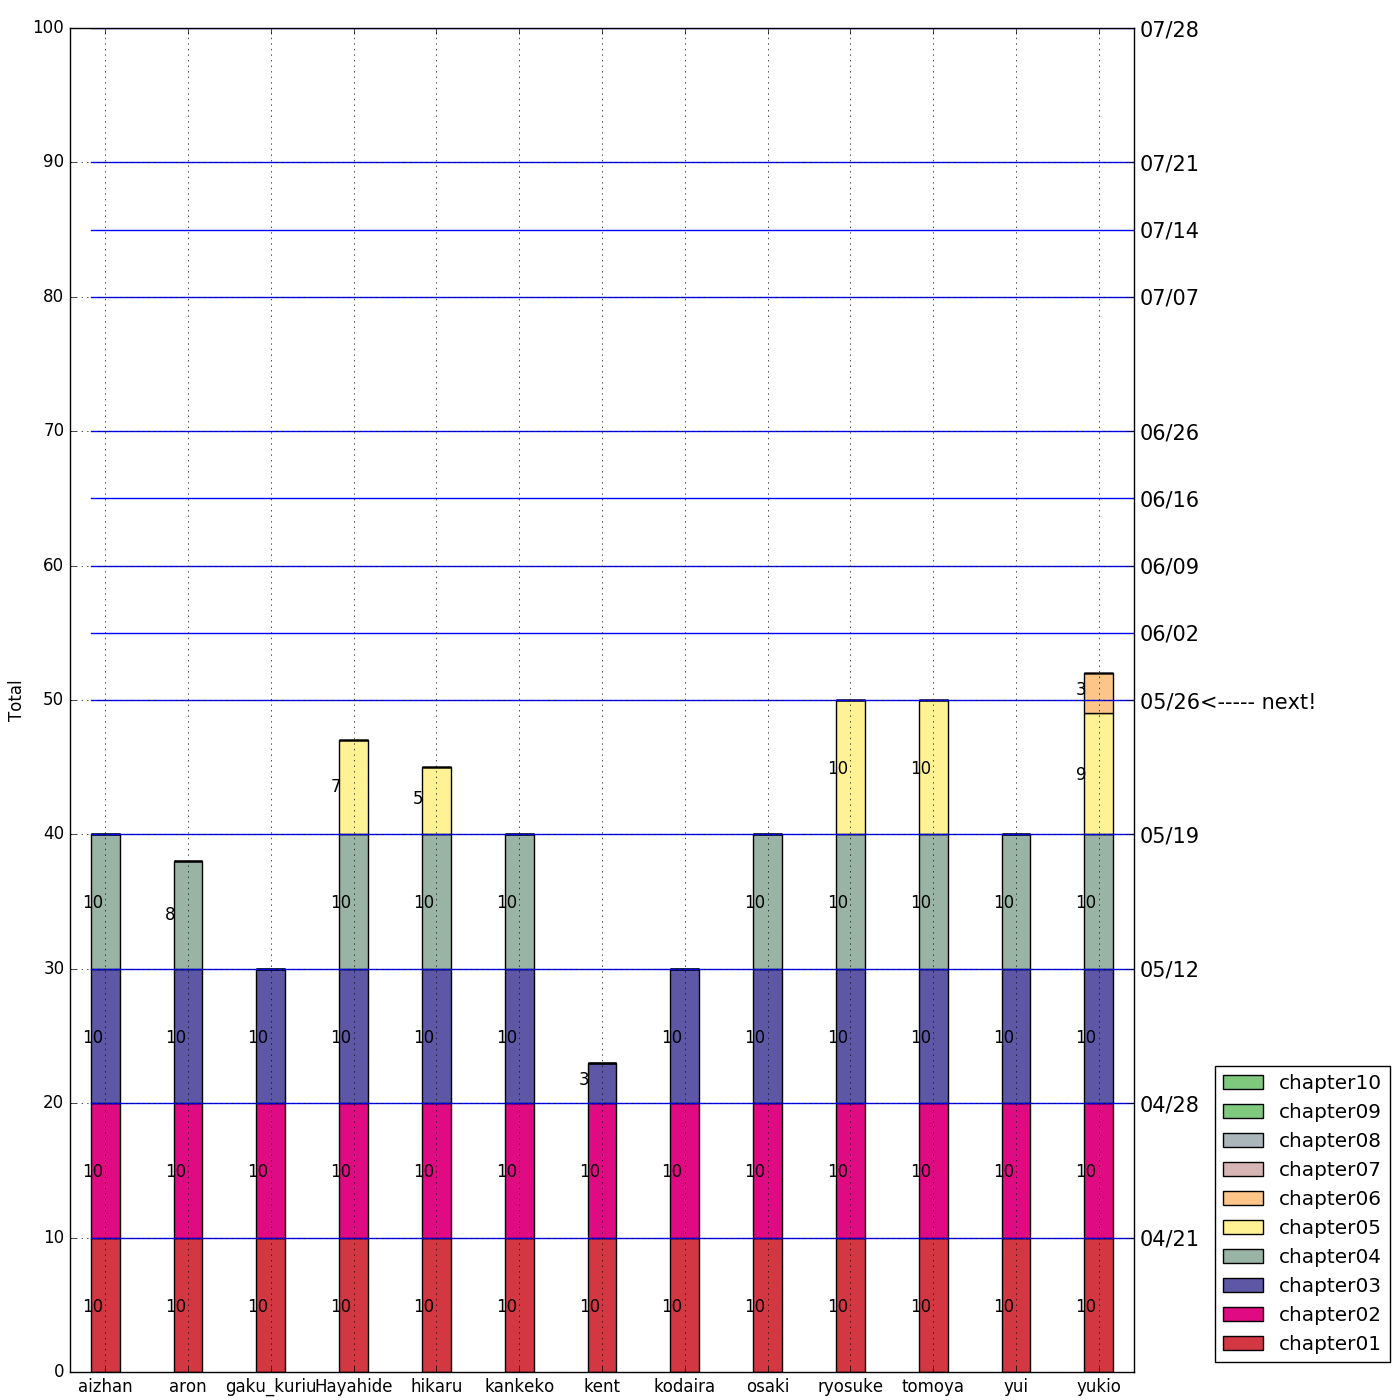 100
07/28
90
07/21
07/14
80
07/07
70
06/26
06/16
60
06/09
06/02
Total
50
3
05/26<----- next!
10 10 9
7
5
40
05/19
10 10 10 10 10 10 10 10 10
8
30
05/12
10 10 10 10 10 10 10 10 10 10 10 10
3
20
04/28
10 10 10 10 10 10 10 10 10 10 10 10 10
10
04/21
10 10 10 10 10 10 10 10 10 10 10 10 10
0
aizhan aron gaku_kuriu Hayahide hikaru kankeko kent kodaira osaki ryosuke tomoya yui yukio
chapter10
chapter09
chapter08
chapter07
chapter06
chapter05
chapter04
chapter03
chapter02
chapter01